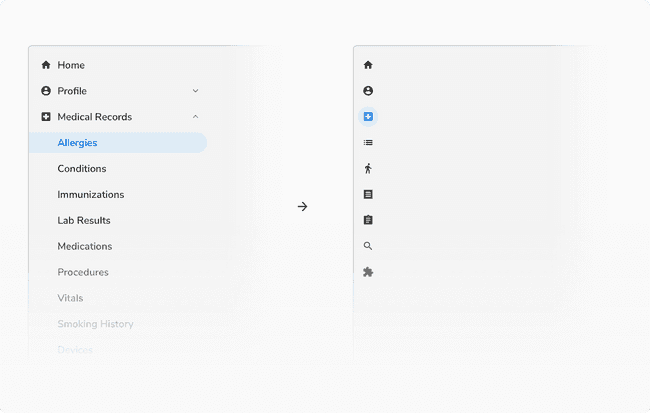 Home
Profile
Medical Records
Allergies
Conditions
Immunizations
Lab Results
Medications
Procedures
Vitals
Smoking History
Devices